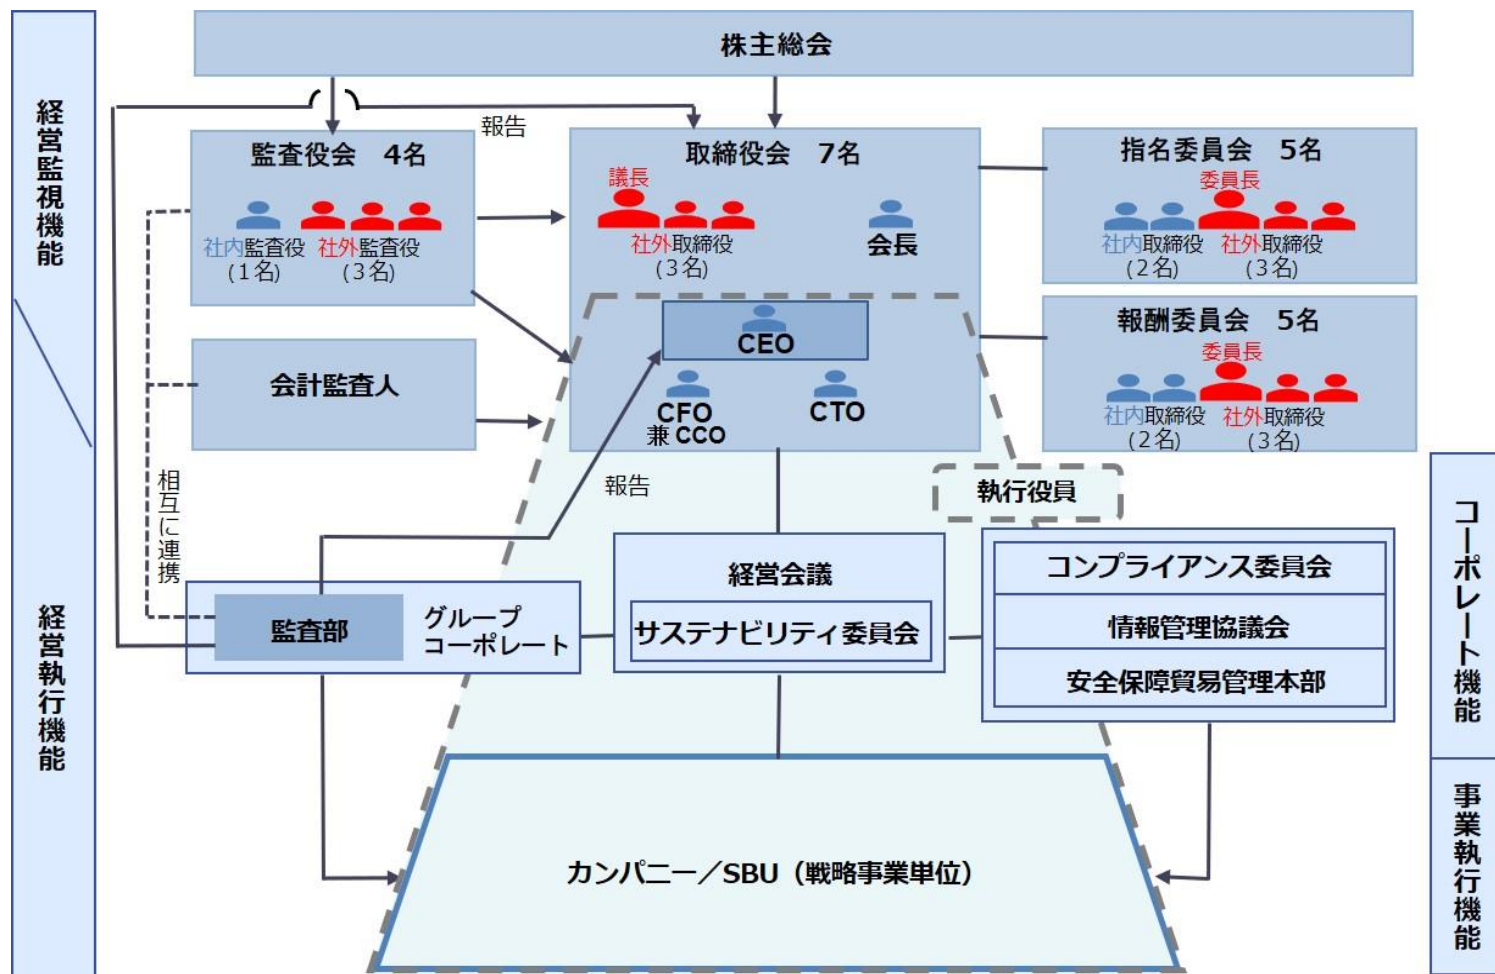 株主総会
経営監視機能
報告
監査役会　4名
社内監査役
(1名)
社外監査役
(3名)
取締役会　7名
議長
社外取締役
(3名)
会長
指名委員会　5名
委員長
社内取締役
(2名)
社外取締役
(3名)
報酬委員会　5名
委員長
社内取締役
(2名)
社外取締役
(3名)
CEO
CFO
兼 CCO
CTO
会計監査人
相互に連携
報告
執行役員
経営執行機能
監査部
グループ
コーポレート
経営会議
サステナビリティ委員会
コンプライアンス委員会
情報管理協議会
安全保障貿易管理本部
コーポレート機能
カンパニー／SBU（戦略事業単位）
事業執行機能